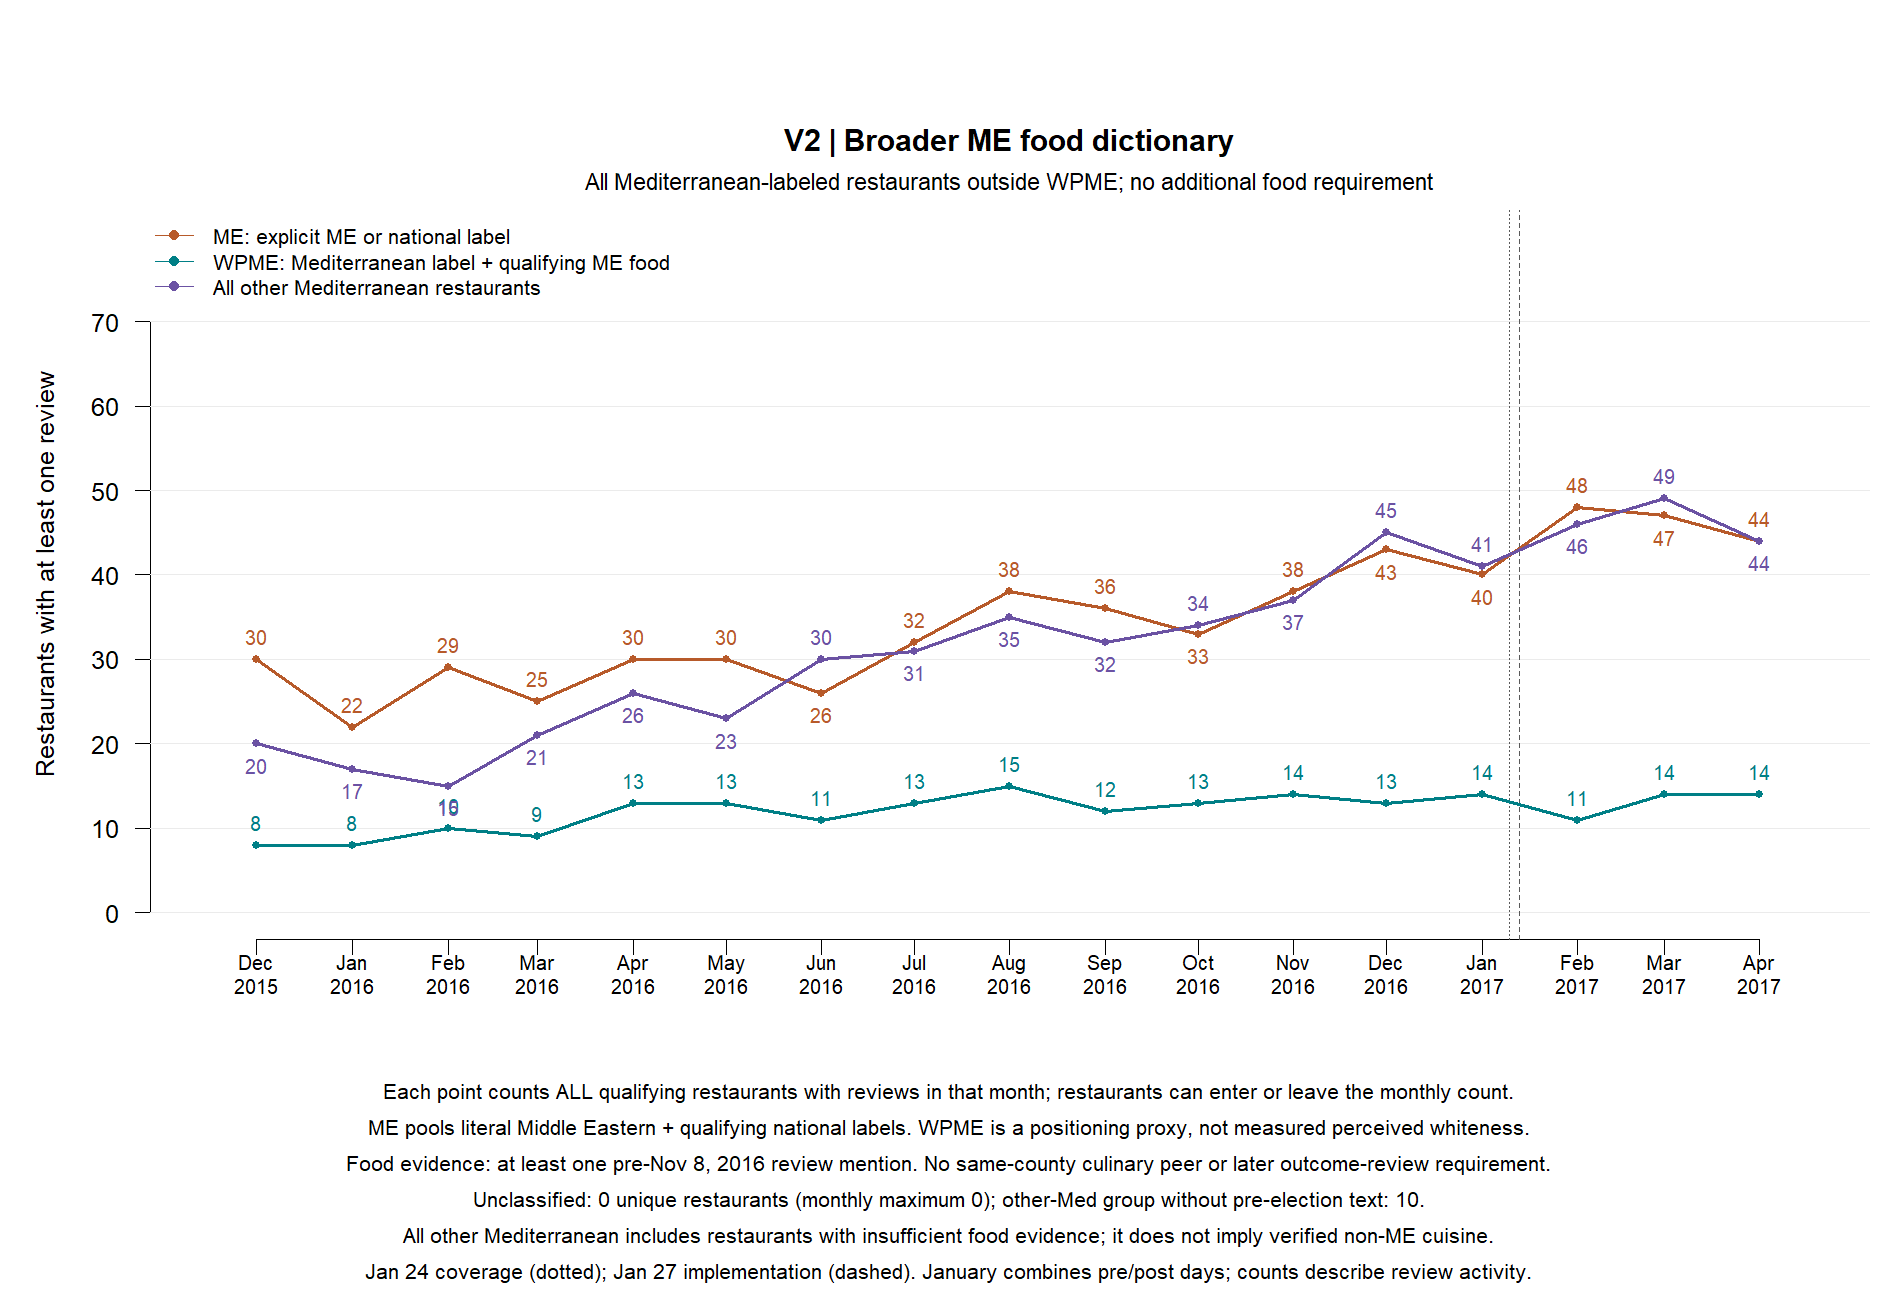 V2 | Broader ME food dictionary
All Mediterranean-labeled restaurants outside WPME; no additional food requirement
ME: explicit ME or national label
WPME: Mediterranean label + qualifying ME food
All other Mediterranean restaurants
Restaurants with at least one review
70
60
50
40
30
20
10
0
30 22 29 25 30 30 26 32 38 36 33 38 43 40 48 47 44
20 17 15 21 26 23 30 31 35 32 34 37 45 41 46 49 44
8 8 10 9 13 13 11 13 15 12 13 14 13 14 11 14 14
Dec Jan Feb Mar Apr May Jun Jul Aug Sep Oct Nov Dec Jan Feb Mar Apr
2015 2016 2016 2016 2016 2016 2016 2016 2016 2016 2016 2016 2016 2017 2017 2017 2017
Each point counts ALL qualifying restaurants with reviews in that month; restaurants can enter or leave the monthly count.
ME pools literal Middle Eastern + qualifying national labels. WPME is a positioning proxy, not measured perceived whiteness.
Food evidence: at least one pre-Nov 8, 2016 review mention. No same-county culinary peer or later outcome-review requirement.
Unclassified: 0 unique restaurants (monthly maximum 0); other-Med group without pre-election text: 10.
All other Mediterranean includes restaurants with insufficient food evidence; it does not imply verified non-ME cuisine.
Jan 24 coverage (dotted); Jan 27 implementation (dashed). January combines pre/post days; counts describe review activity.